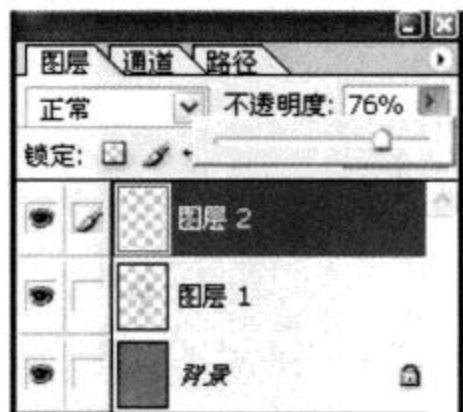 图层 通道 路径
正常 不透明度: 76%
锁定:
图层 2
图层 1
背景